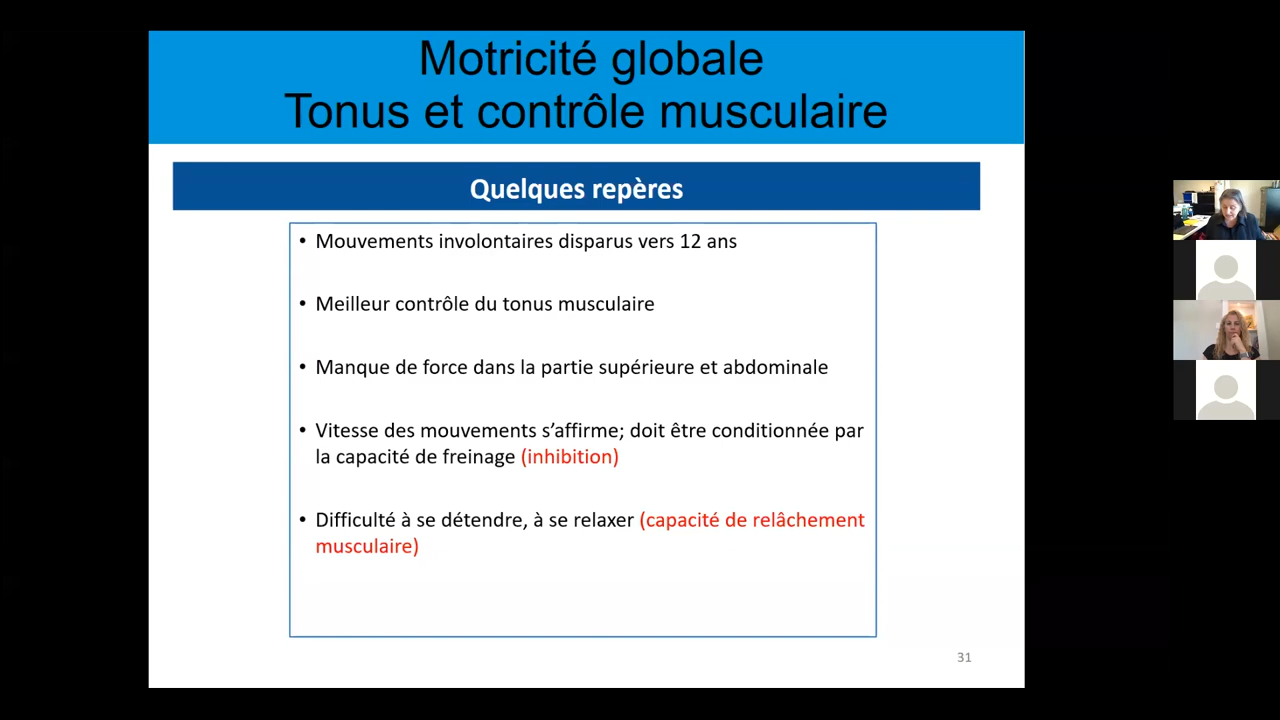 Motricité globale
Tonus et contrôle musculaire
Quelques repères
• Mouvements involontaires disparus vers 12 ans
• Meilleur contrôle du tonus musculaire
• Manque de force dans la partie supérieure et abdominale
• Vitesse des mouvements s’affirme; doit être conditionnée par
la capacité de freinage (inhibition)
• Difficulté à se détendre, à se relaxer (capacité de relâchement
musculaire)
31